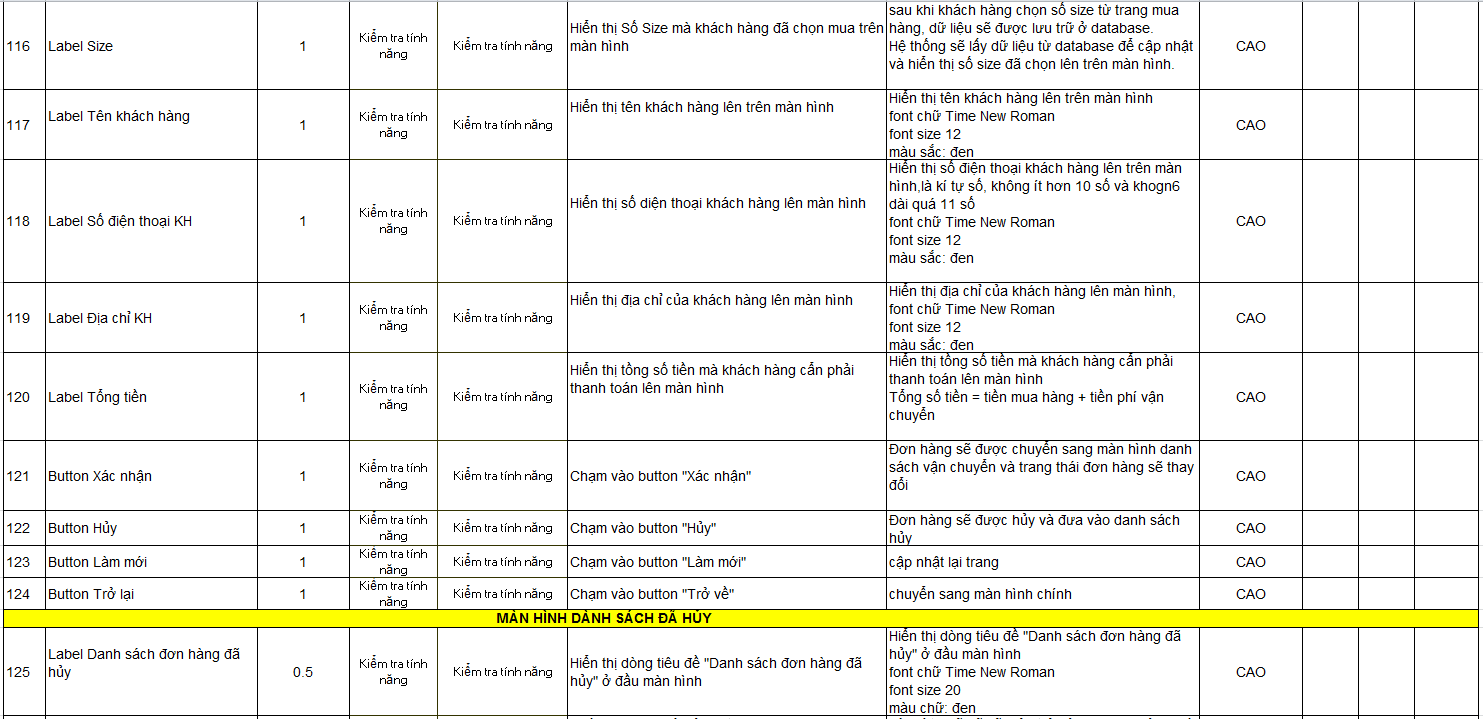 116 Label Size 1 Kiểm tra tính năng Kiểm tra tính năng Hiển thị Số Size mà khách hàng đã chọn mua trên màn hình sau khi khách hàng chọn số size từ trang mua hàng, dữ liệu sẽ được lưu trữ ở database. Hệ thống sẽ lấy dữ liệu từ database để cập nhật và hiển thị số size đã chọn lên trên màn hình. CAO
117 Label Tên khách hàng 1 Kiểm tra tính năng Kiểm tra tính năng Hiển thị tên khách hàng lên trên màn hình Hiển thị tên khách hàng lên trên màn hình font chữ Time New Roman font size 12 màu sắc: đen CAO
118 Label Số điện thoại KH 1 Kiểm tra tính năng Kiểm tra tính năng Hiển thị số diện thoại khách hàng lên màn hình Hiển thị số điện thoại khách hàng lên trên màn hình,là kí tự số, không ít hơn 10 số và khogn6 dài quá 11 số font chữ Time New Roman font size 12 màu sắc: đen CAO
119 Label Địa chỉ KH 1 Kiểm tra tính năng Kiểm tra tính năng Hiển thị địa chỉ của khách hàng lên màn hình Hiển thị địa chỉ của khách hàng lên màn hình, font chữ Time New Roman font size 12 màu sắc: đen CAO
120 Label Tổng tiền 1 Kiểm tra tính năng Kiểm tra tính năng Hiển thị tổng số tiền mà khách hàng cần phải thanh toán lên màn hình Hiển thị tổng số tiền mà khách hàng cần phải thanh toán lên màn hình Tổng số tiền = tiền mua hàng + tiền phí vận chuyển CAO
121 Button Xác nhận 1 Kiểm tra tính năng Kiểm tra tính năng Chạm vào button "Xác nhận" Đơn hàng sẽ được chuyển sang màn hình danh sách vận chuyển và trang thái đơn hàng sẽ thay đổi CAO
122 Button Hủy 1 Kiểm tra tính năng Kiểm tra tính năng Chạm vào button "Hủy" Đơn hàng sẽ được hủy và đưa vào danh sách hủy CAO
123 Button Làm mới 1 Kiểm tra tính năng Kiểm tra tính năng Chạm vào button "Làm mới" cập nhật lại trang CAO
124 Button Trở lại 1 Kiểm tra tính năng Kiểm tra tính năng Chạm vào button "Trở về" chuyển sang màn hình chính CAO
MÀN HÌNH DÀNH SÁCH ĐÃ HỦY
125 Label Danh sách đơn hàng đã hủy 0.5 Kiểm tra tính năng Kiểm tra tính năng Hiển thị dòng tiêu đề "Danh sách đơn hàng đã hủy" ở đầu màn hình Hiển thị dòng tiêu đề "Danh sách đơn hàng đã hủy" ở đầu màn hình font chữ Time New Roman font size 20 màu chữ: đen CAO